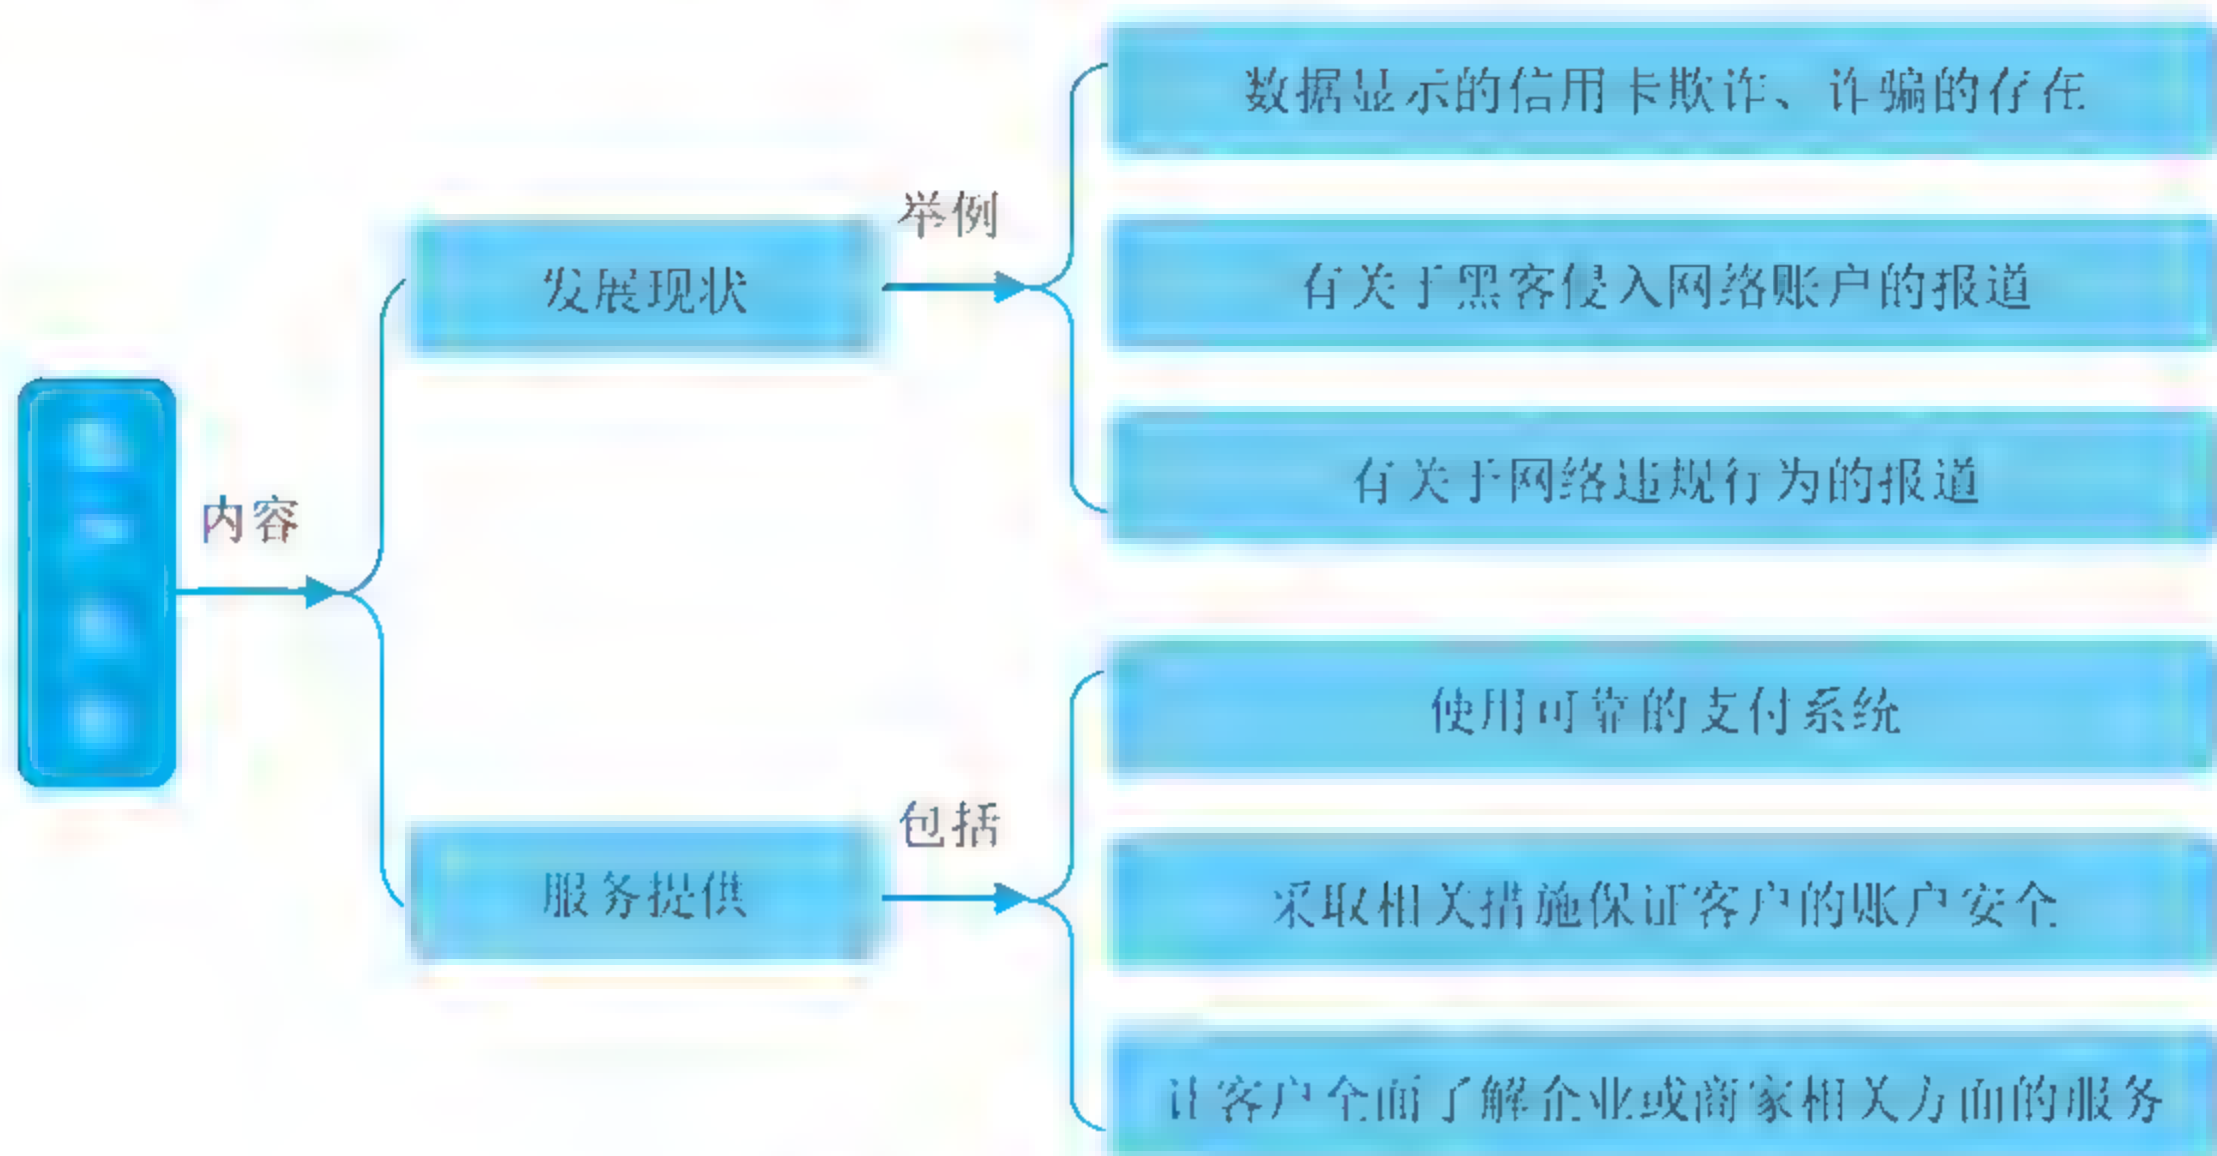 数据显示的信用卡欺诈、诈骗的存在
举例
发展现状
有关于黑客侵入网络账户的报道
有关于网络违规行为的报道
内容
使用可靠的支付系统
包括
服务提供
采取相关措施保证客户的账户安全
让客户全面了解企业或商家相关方面的服务